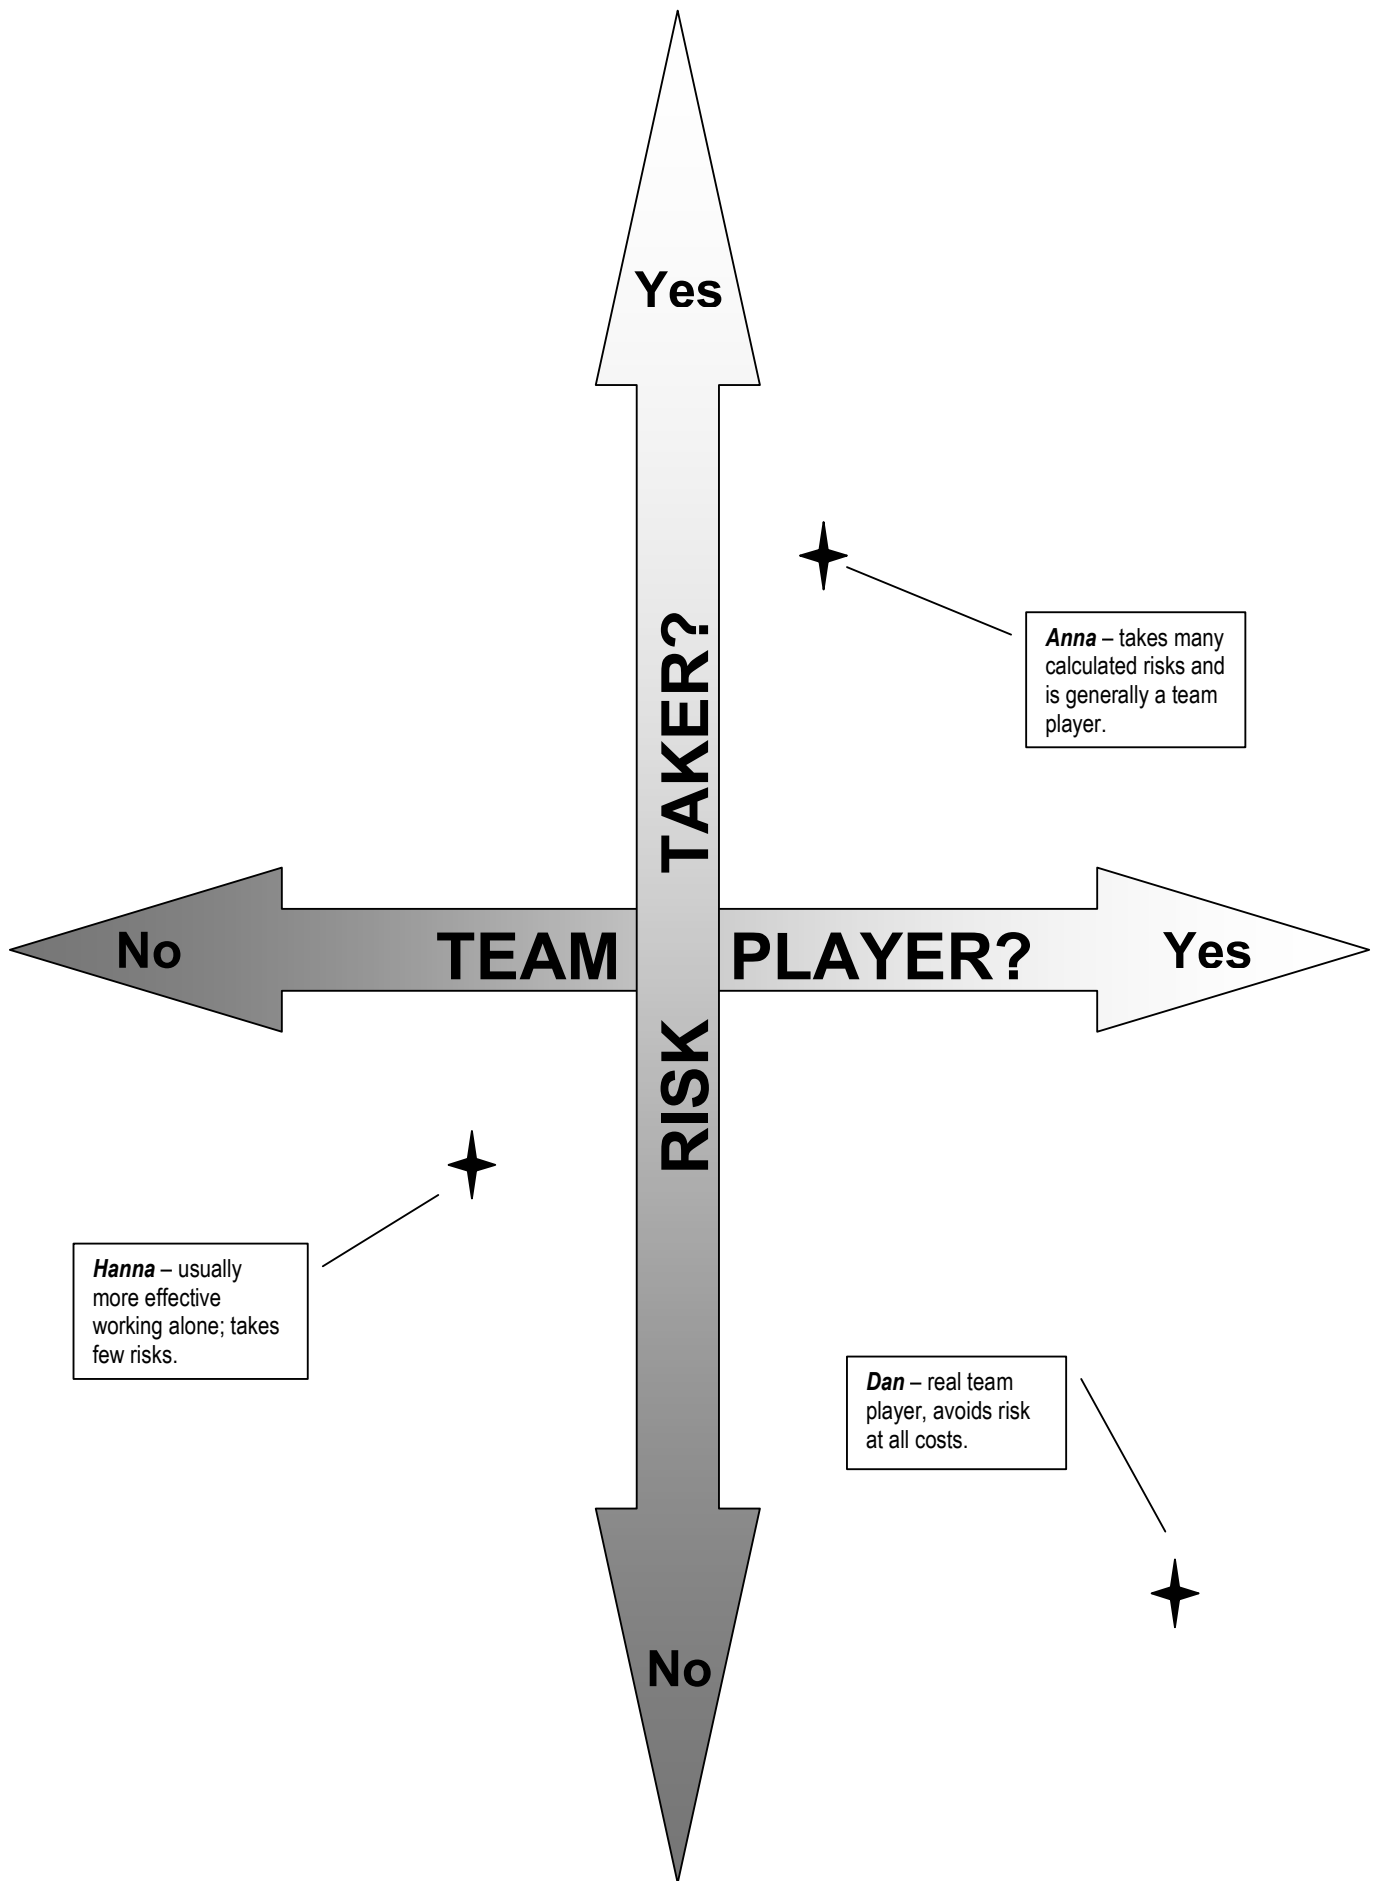 Yes
Anna – takes many
calculated risks and
is generally a team
player.
RISK TAKER?
No
TEAM PLAYER?
Yes
Hanna – usually
more effective
working alone; takes
few risks.
Dan – real team
player, avoids risk
at all costs.
No